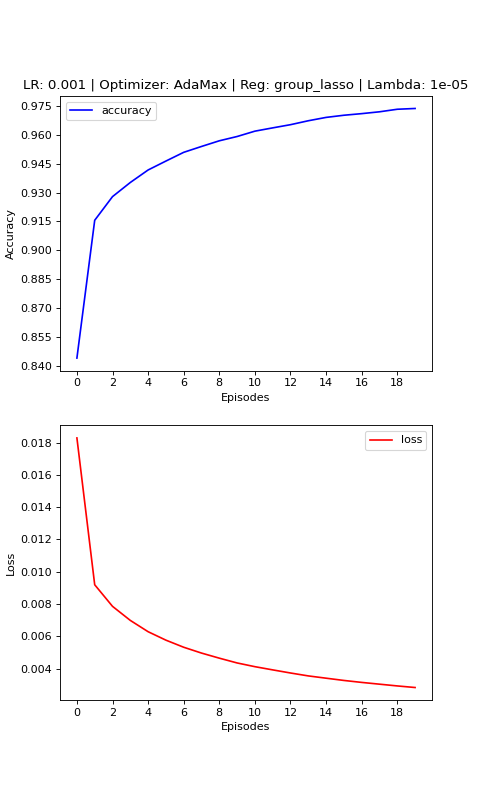 LR: 0.001 | Optimizer: AdaMax | Reg: group_lasso | Lambda: 1e-05
accuracy
0.975
0.960
0.945
0.930
0.915
0.900
0.885
0.870
0.855
0.840
Accuracy
0 2 4 6 8 10 12 14 16 18
Episodes
loss
0.018
0.016
0.014
0.012
0.010
0.008
0.006
0.004
Loss
0 2 4 6 8 10 12 14 16 18
Episodes